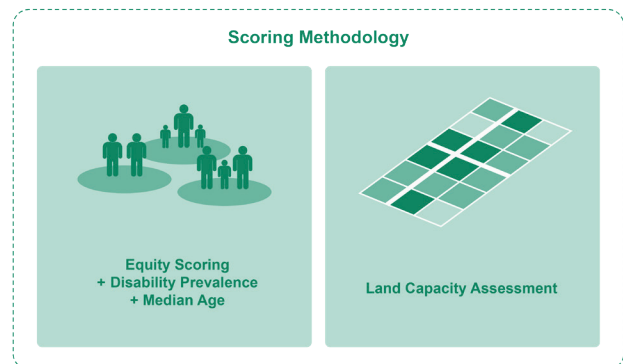 Scoring Methodology
Equity Scoring
+ Disability Prevalence
+ Median Age
Land Capacity Assessment